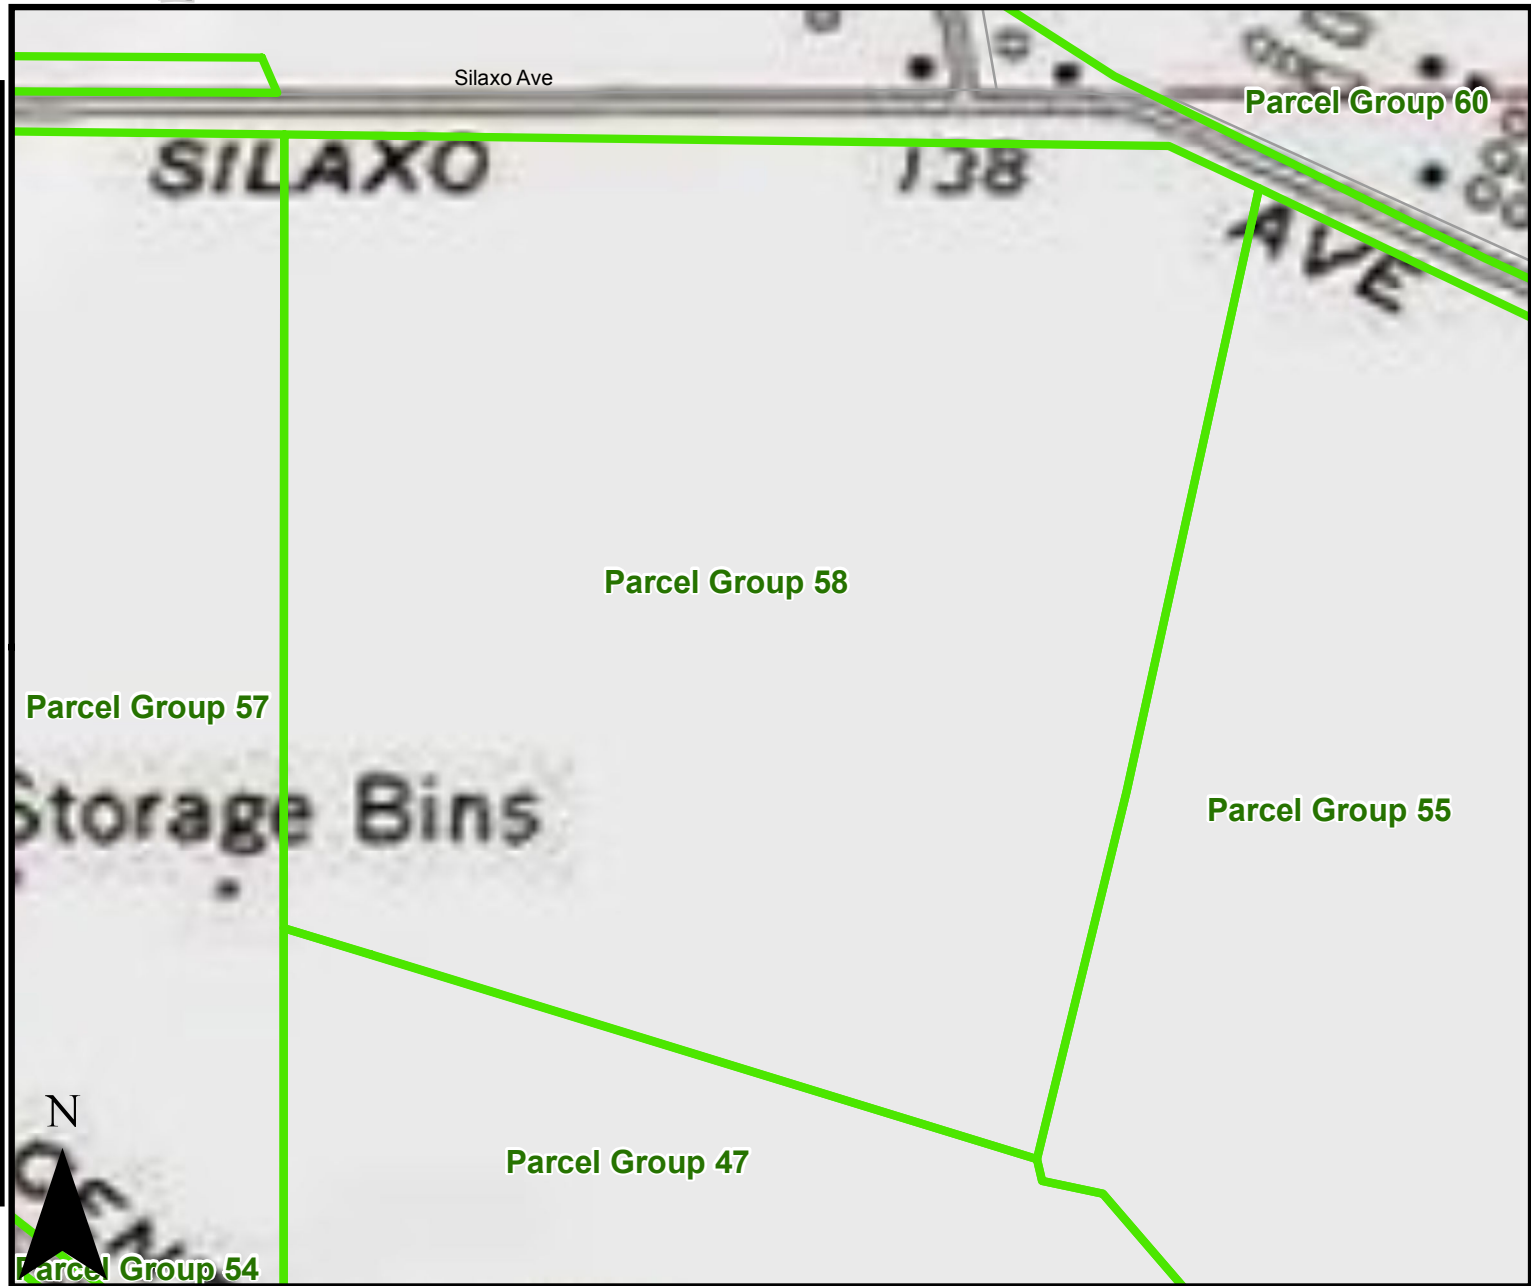 Silaxo Ave
Parcel Group 60
SILAXO
138
AVE
Parcel Group 58
Parcel Group 57
Storage Bins
Parcel Group 55
N
Parcel Group 47
Parcel Group 54